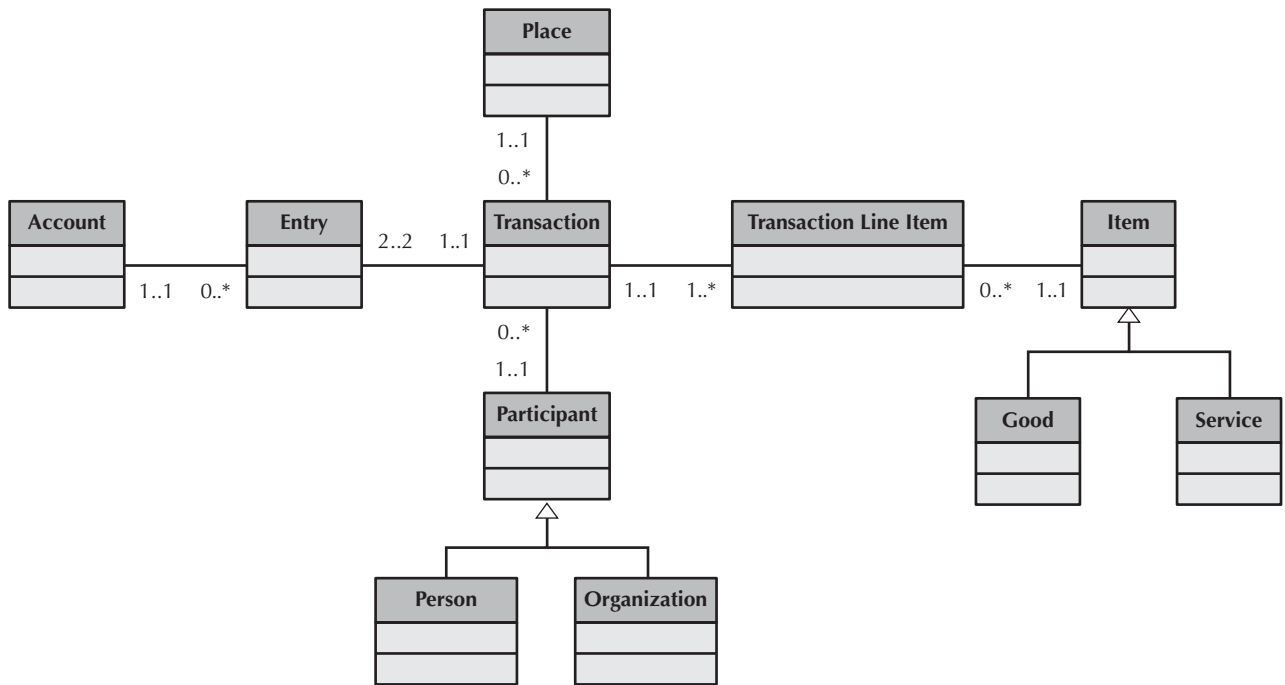 Place
1..1
0..*
Account
Entry
Transaction
Transaction Line Item
Item
2..2 1..1
1..1 0..*
1..1 1..*
0..* 1..1
0..*
1..1
Participant
Good
Service
Person
Organization